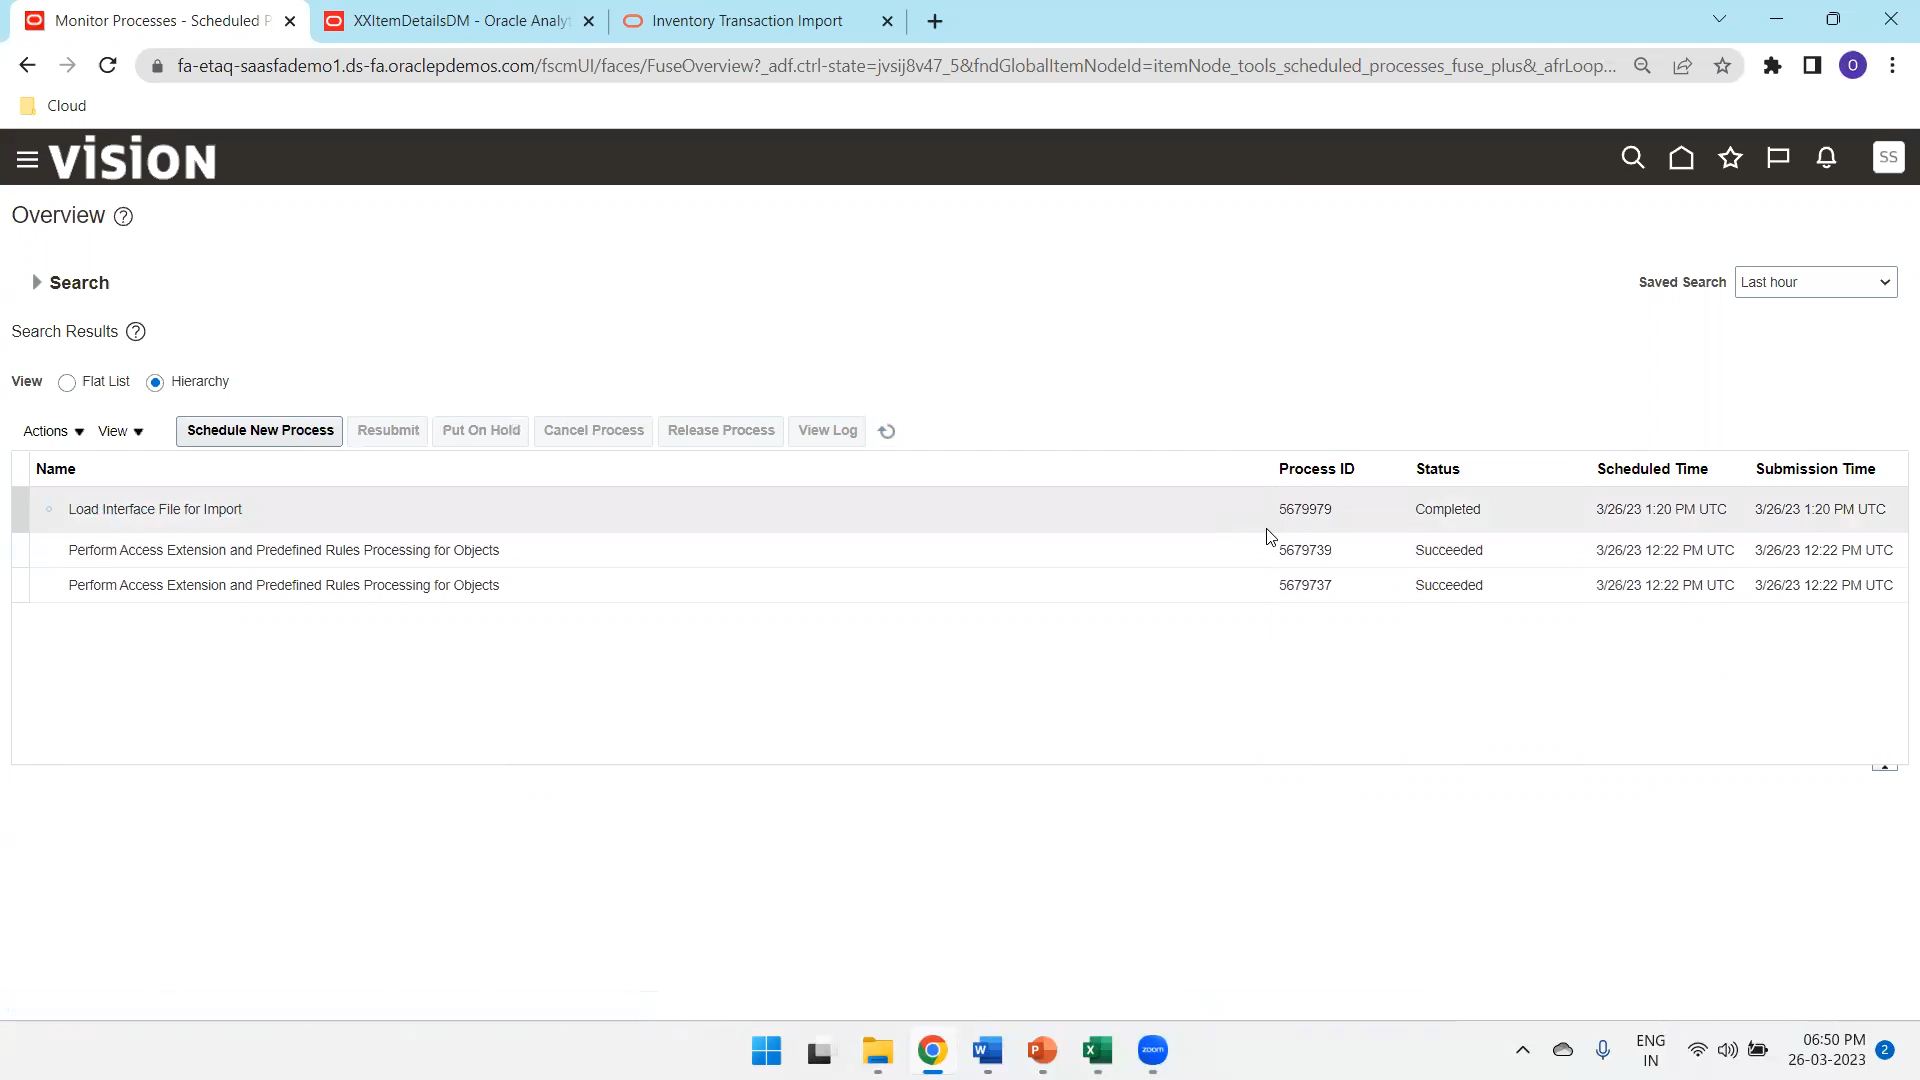 Monitor Processes - Scheduled P
XXItemDetailsDM - Oracle Analyt
Inventory Transaction Import
fa-etaq-saasfademo1.ds-fa.oraclepdemos.com/fscmUI/faces/FuseOverview?_adf.ctrl-state=jvsij8v47_5&fndGlobalItemNodeId=itemNode_tools_scheduled_processes_fuse_plus&_afrLoop...
O
Cloud
VISION
SS
Overview
Search
Saved Search Last hour
Search Results
View Flat List Hierarchy
Actions View Schedule New Process Resubmit Put On Hold Cancel Process Release Process View Log
Name Process ID Status Scheduled Time Submission Time
Load Interface File for Import 5679979 Completed 3/26/23 1:20 PM UTC 3/26/23 1:20 PM UTC
Perform Access Extension and Predefined Rules Processing for Objects 5679739 Succeeded 3/26/23 12:22 PM UTC 3/26/23 12:22 PM UTC
Perform Access Extension and Predefined Rules Processing for Objects 5679737 Succeeded 3/26/23 12:22 PM UTC 3/26/23 12:22 PM UTC
W P X zoom
ENG
IN
06:50 PM
26-03-2023
2